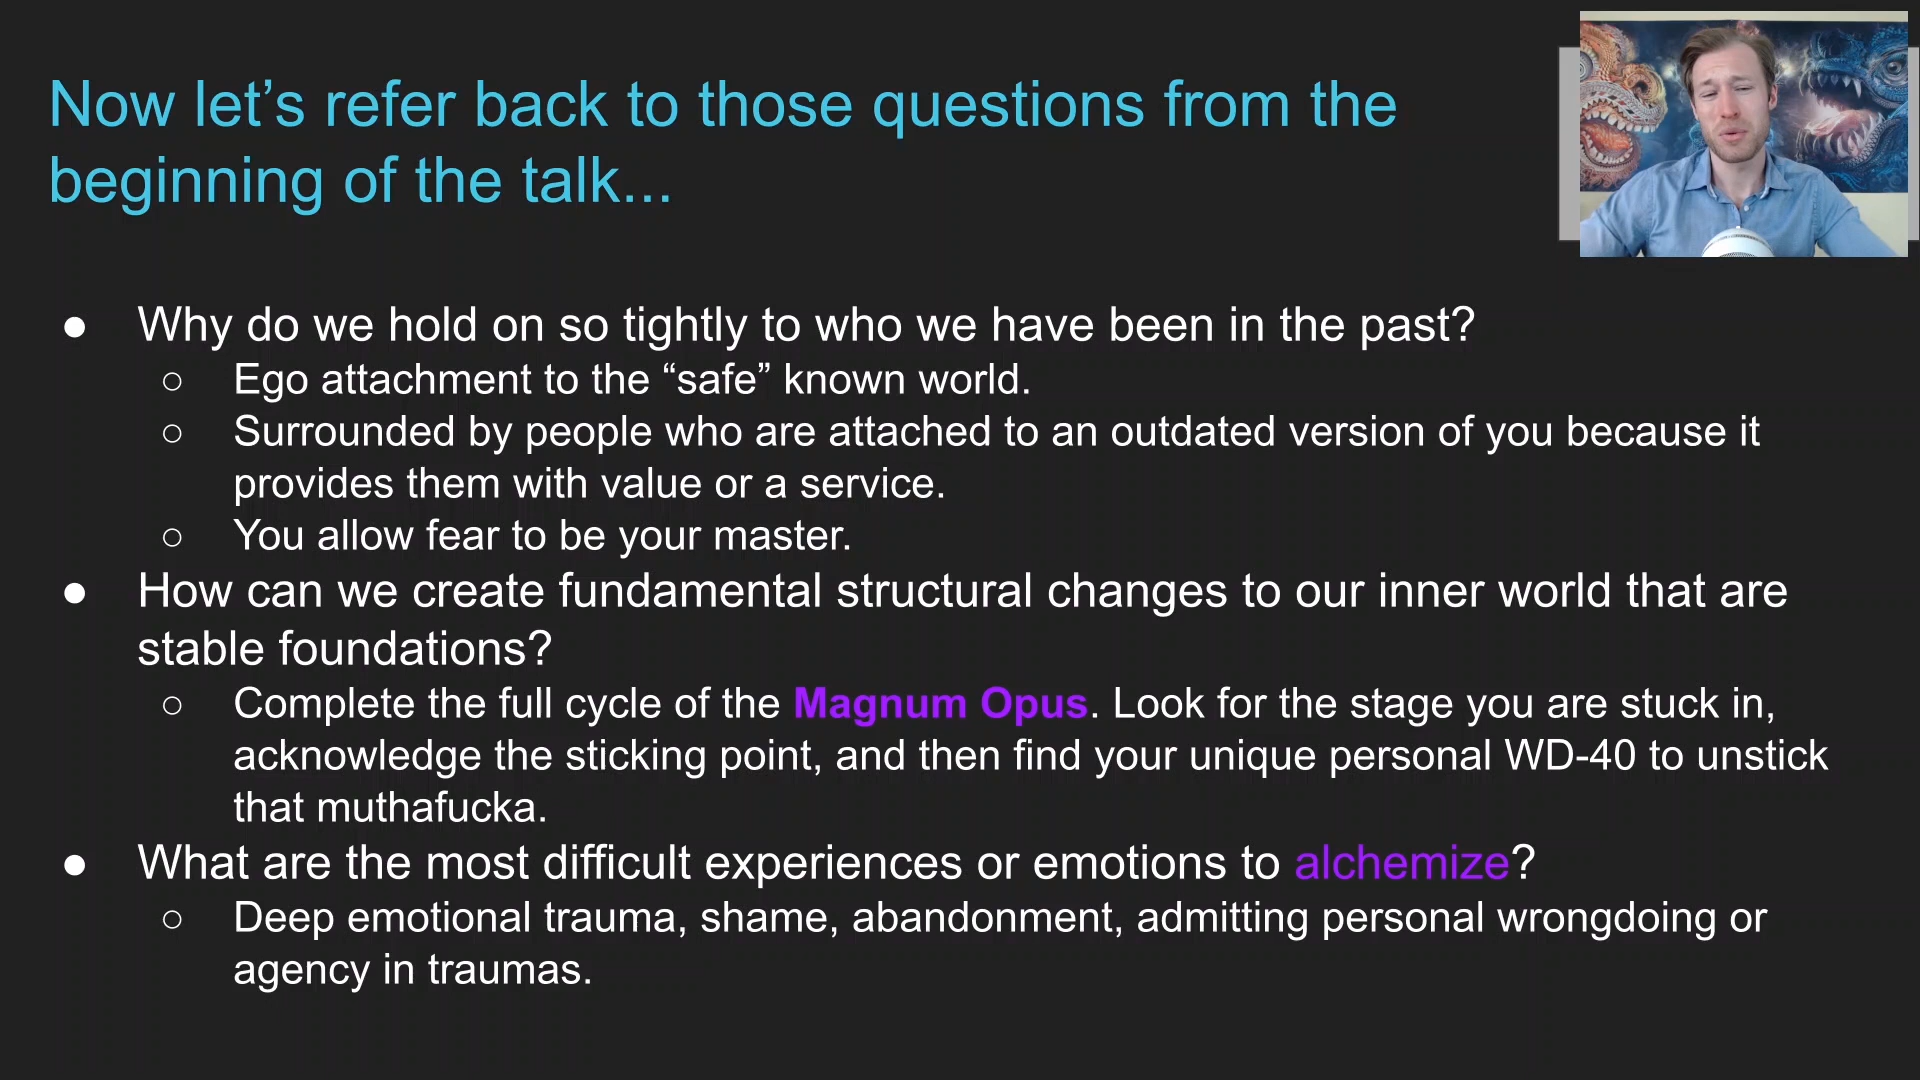 Now let’s refer back to those questions from the
beginning of the talk...
● Why do we hold on so tightly to who we have been in the past?
○ Ego attachment to the “safe” known world.
○ Surrounded by people who are attached to an outdated version of you because it
provides them with value or a service.
○ You allow fear to be your master.
● How can we create fundamental structural changes to our inner world that are
stable foundations?
○ Complete the full cycle of the Magnum Opus. Look for the stage you are stuck in,
acknowledge the sticking point, and then find your unique personal WD-40 to unstick
that muthafucka.
● What are the most difficult experiences or emotions to alchemize?
○ Deep emotional trauma, shame, abandonment, admitting personal wrongdoing or
agency in traumas.